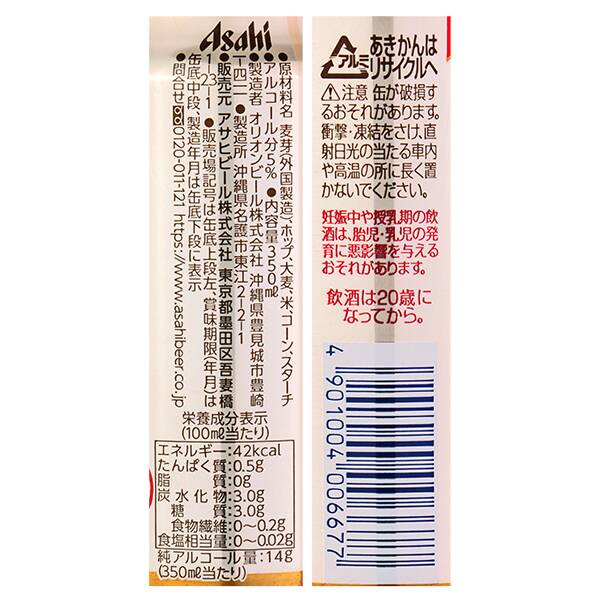 Asahi
●原材料名 麦芽(外国製造)、ホップ、大麦、米、コーン、スターチ
●アルコール分5% ●内容量350ml
●製造者 オリオンビール株式会社 沖縄県豊見城市豊崎
1-411 ●製造所 沖縄県名護市東江2-2-1
●販売元 アサヒビール株式会社 東京都墨田区吾妻橋
1-23-1 ●販売場記号は缶底上段左、賞味期限(年月)は
缶底中段、製造年月は缶底下段に表示
●問合せ 0120-011-121 https://www.asahibeer.co.jp
栄養成分表示
(100ml当たり)
エネルギー:42kcal
たんぱく質:0.5g
脂質:0g
炭水化物:3.0g
糖質:3.0g
食物繊維:0〜0.2g
食塩相当量:0〜0.02g
純アルコール量:14g
(350ml当たり)
アルミ
あきかんは
リサイクルへ
⚠注意 缶が破損す
るおそれがあります。
衝撃・凍結をさけ、直
射日光の当たる車内
や高温の所に長く置
かないでください。
妊娠中や授乳期の飲
酒は、胎児・乳児の発
育に悪影響を与える
おそれがあります。
飲酒は20歳に
なってから。
4 901004 006677